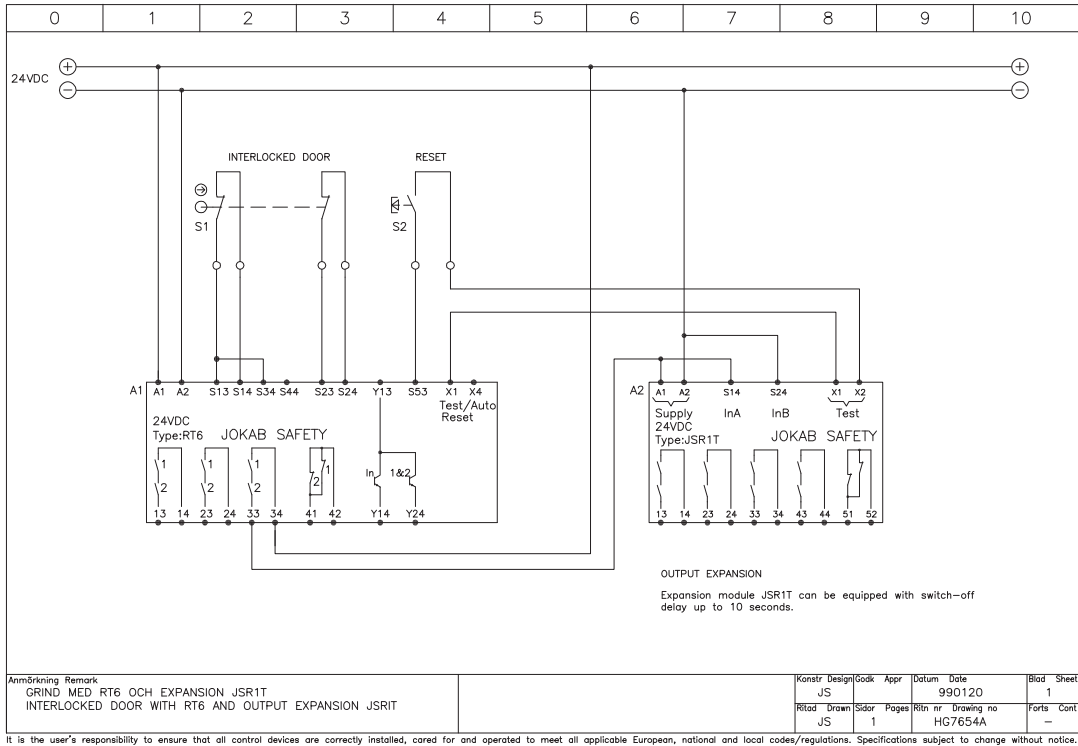 0 1 2 3 4 5 6 7 8 9 10
24VDC + − + −
INTERLOCKED DOOR RESET
S1 S2
A1 A1 A2 S13 S14 S34 S44 S23 S24 Y13 S53 X1 X4
Test/Auto
Reset
24VDC
Type:RT6 JOKAB SAFETY
1 1 1 1 In 1&2
2 2 2 2
13 14 23 24 33 34 41 42 Y14 Y24
A2 A1 A2 S14 S24 X1 X2
Supply InA InB Test
24VDC
Type:JSR1T JOKAB SAFETY
13 14 23 24 33 34 43 44 51 52
OUTPUT EXPANSION
Expansion module JSR1T can be equipped with switch-off
delay up to 10 seconds.
Anmörkning Remark
GRIND MED RT6 OCH EXPANSION JSR1T
INTERLOCKED DOOR WITH RT6 AND OUTPUT EXPANSION JSRIT
Konstr Design Godk Appr Datum Date Blad Sheet
JS 990120 1
Ritad Drawn Sidor Pages Ritn nr Drawing no Forts Cont
JS 1 HG7654A −
It is the user's responsibility to ensure that all control devices are correctly installed, cared for and operated to meet all applicable European, national and local codes/regulations. Specifications subject to change without notice.